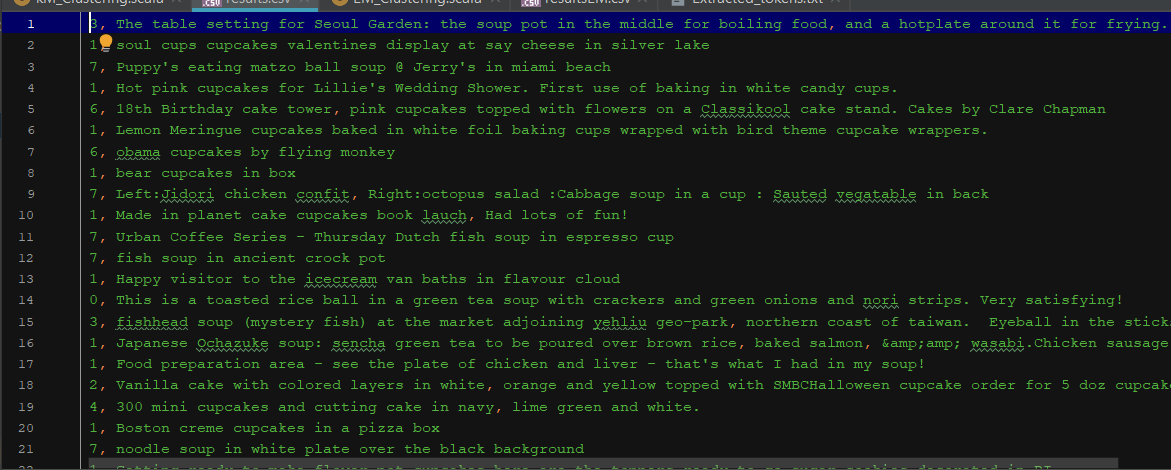 KM_Clustering.scala results.csv EM_Clustering.scala resultsEM.csv Extracted_tokens.txt
1 3, The table setting for Seoul Garden: the soup pot in the middle for boiling food, and a hotplate around it for frying.
2 1, soul cups cupcakes valentines display at say cheese in silver lake
3 7, Puppy's eating matzo ball soup @ Jerry's in miami beach
4 1, Hot pink cupcakes for Lillie's Wedding Shower. First use of baking in white candy cups.
5 6, 18th Birthday cake tower, pink cupcakes topped with flowers on a Classikool cake stand. Cakes by Clare Chapman
6 1, Lemon Meringue cupcakes baked in white foil baking cups wrapped with bird theme cupcake wrappers.
7 6, obama cupcakes by flying monkey
8 1, bear cupcakes in box
9 7, Left:Jidori chicken confit, Right:octopus salad :Cabbage soup in a cup : Sauted vegatable in back
10 1, Made in planet cake cupcakes book lauch, Had lots of fun!
11 7, Urban Coffee Series - Thursday Dutch fish soup in espresso cup
12 7, fish soup in ancient crock pot
13 1, Happy visitor to the icecream van baths in flavour cloud
14 0, This is a toasted rice ball in a green tea soup with crackers and green onions and nori strips. Very satisfying!
15 3, fishhead soup (mystery fish) at the market adjoining yehliu geo-park, northern coast of taiwan.  Eyeball in the stick
16 1, Japanese Ochazuke soup: sencha green tea to be poured over brown rice, baked salmon, &amp;amp; wasabi.Chicken sausage
17 1, Food preparation area - see the plate of chicken and liver - that's what I had in my soup!
18 2, Vanilla cake with colored layers in white, orange and yellow topped with SMBCHalloween cupcake order for 5 doz cupcake
19 4, 300 mini cupcakes and cutting cake in navy, lime green and white.
20 1, Boston creme cupcakes in a pizza box
21 7, noodle soup in white plate over the black background